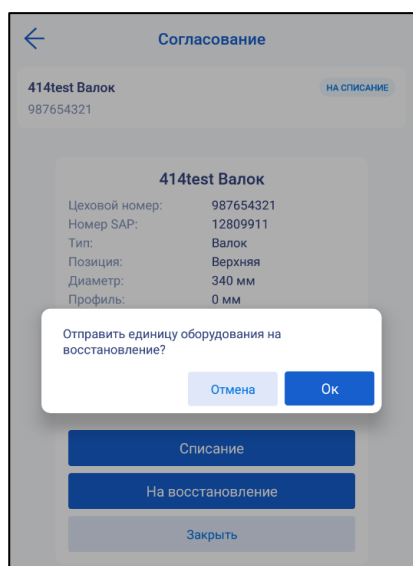 Согласование
414test Валок
НА СПИСАНИЕ
987654321
414test Валок
Цеховой номер: 987654321
Номер SAP: 12809911
Тип: Валок
Позиция: Верхняя
Диаметр: 340 мм
Профиль: 0 мм
Отправить единицу оборудования на
восстановление?
Отмена
Ок
Списание
На восстановление
Закрыть